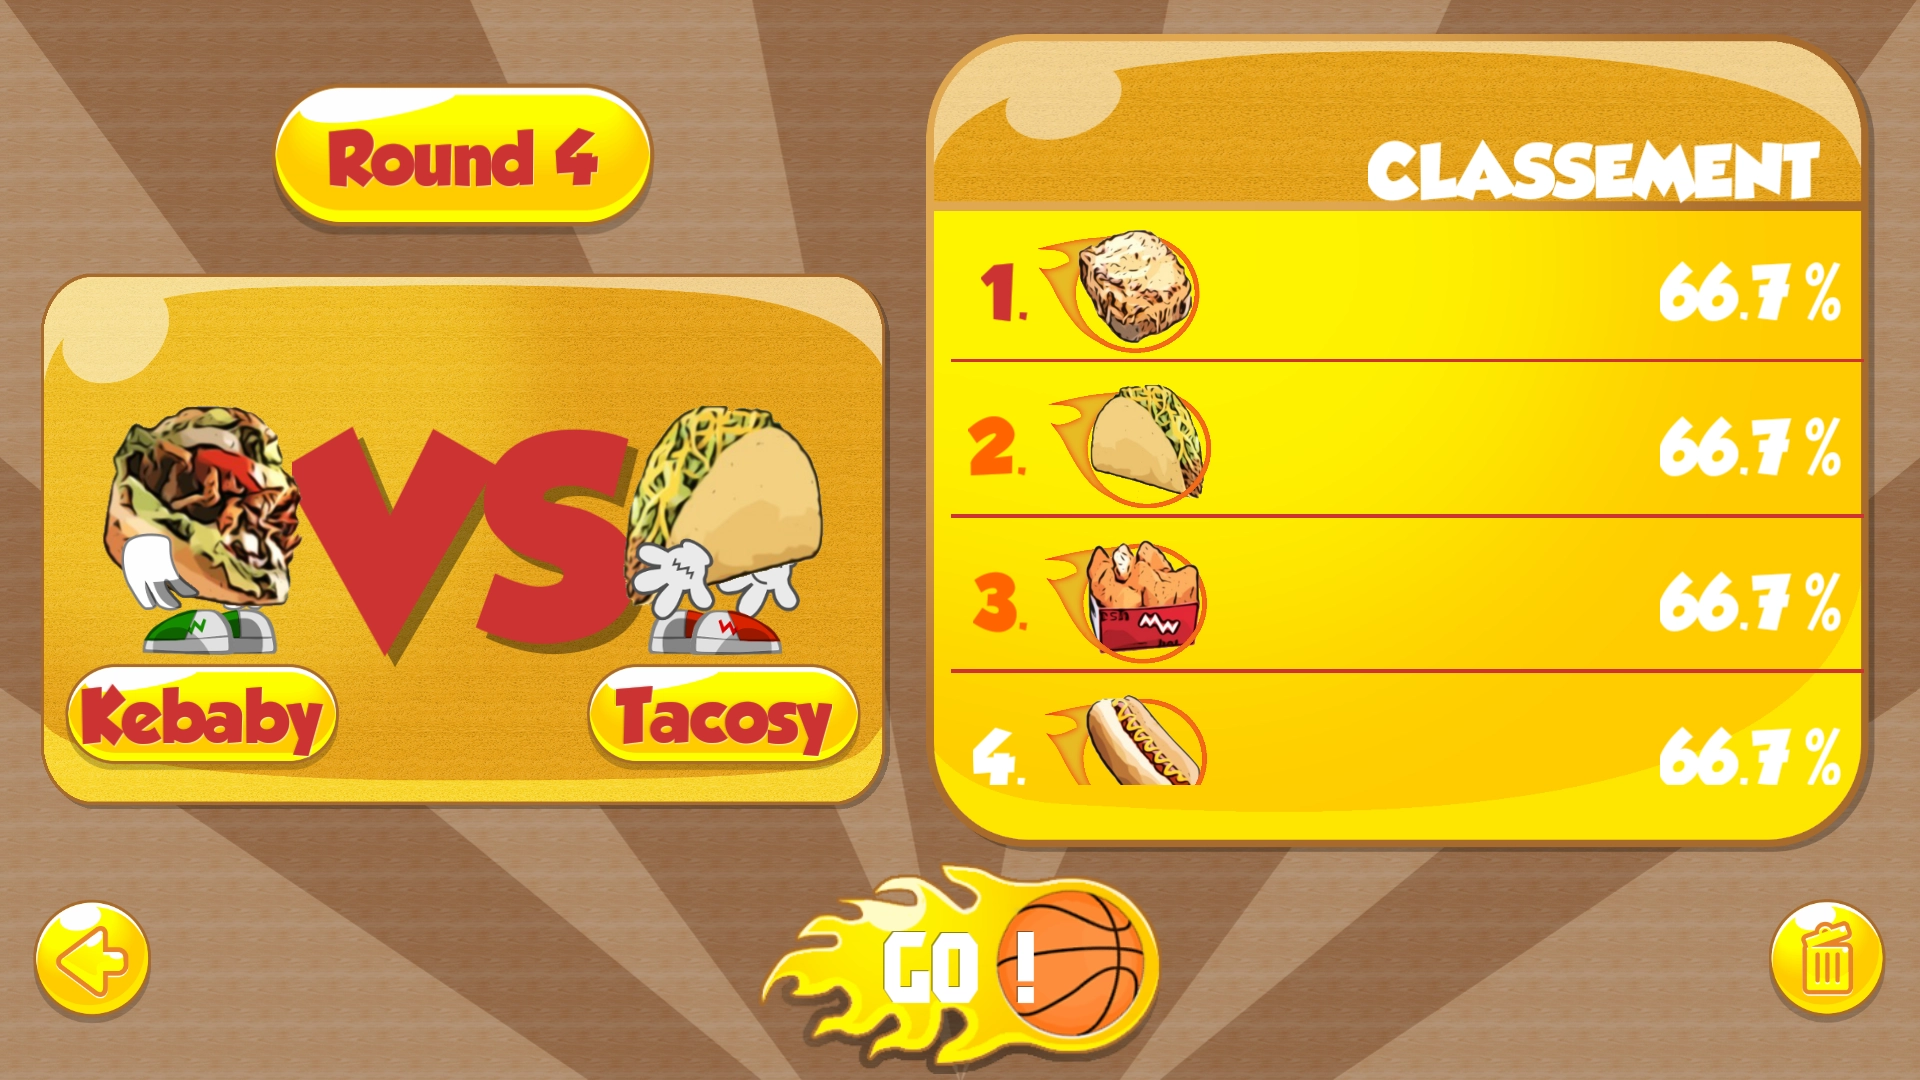 Round 4
VS
Kebaby
Tacosy
CLASSEMENT
1. 66.7 %
2. 66.7 %
3. 66.7 %
4. 66.7 %
GO !